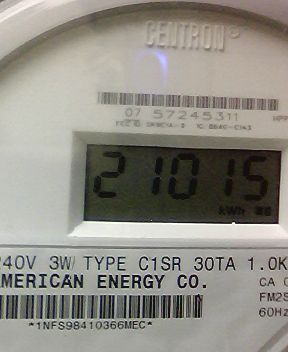 CENTRON®
07 57245311
21015
kWh
240V 3W TYPE C1SR 30TA 1.0K
AMERICAN ENERGY CO. CA 0
FM2S
60Hz
*1NFS98410366MEC*